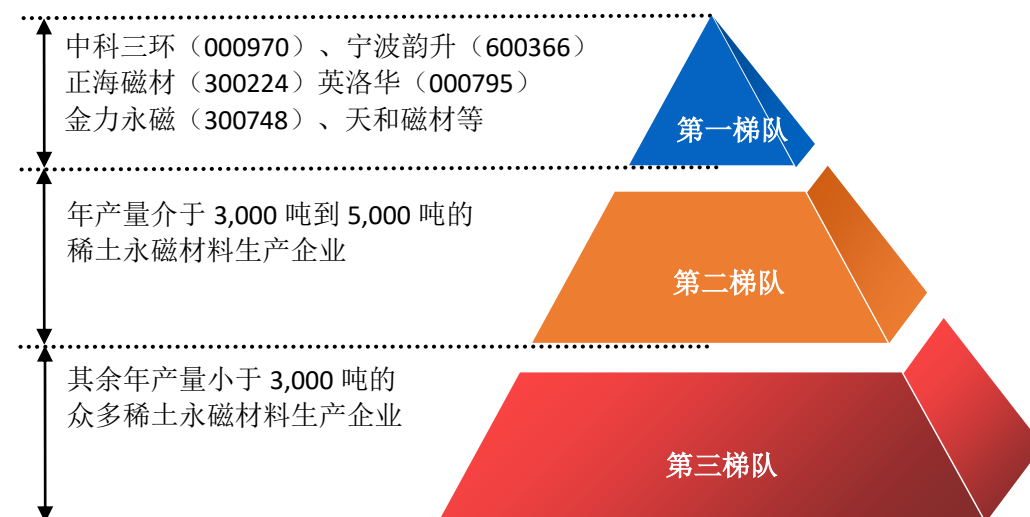 中科三环（000970）、宁波韵升（600366）
正海磁材（300224）英洛华（000795）
金力永磁（300748）、天和磁材等
第一梯队
年产量介于 3,000 吨到 5,000 吨的
稀土永磁材料生产企业
第二梯队
其余年产量小于 3,000 吨的
众多稀土永磁材料生产企业
第三梯队